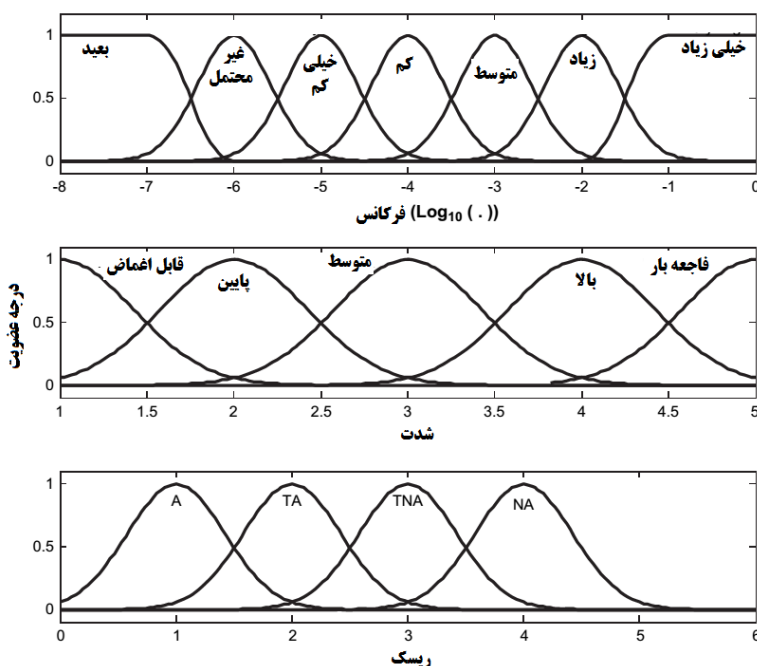 1
0.5
0
بعید
غیر
محتمل
خیلی
کم
کم
متوسط
زیاد
خیلی زیاد
-8 -7 -6 -5 -4 -3 -2 -1 0
فرکانس (Log10 ( . ))
درجه عضویت
1
0.5
0
قابل اغماض
پایین
متوسط
بالا
فاجعه بار
1 1.5 2 2.5 3 3.5 4 4.5 5
شدت
1
0.5
0
A TA TNA NA
0 1 2 3 4 5 6
ریسک